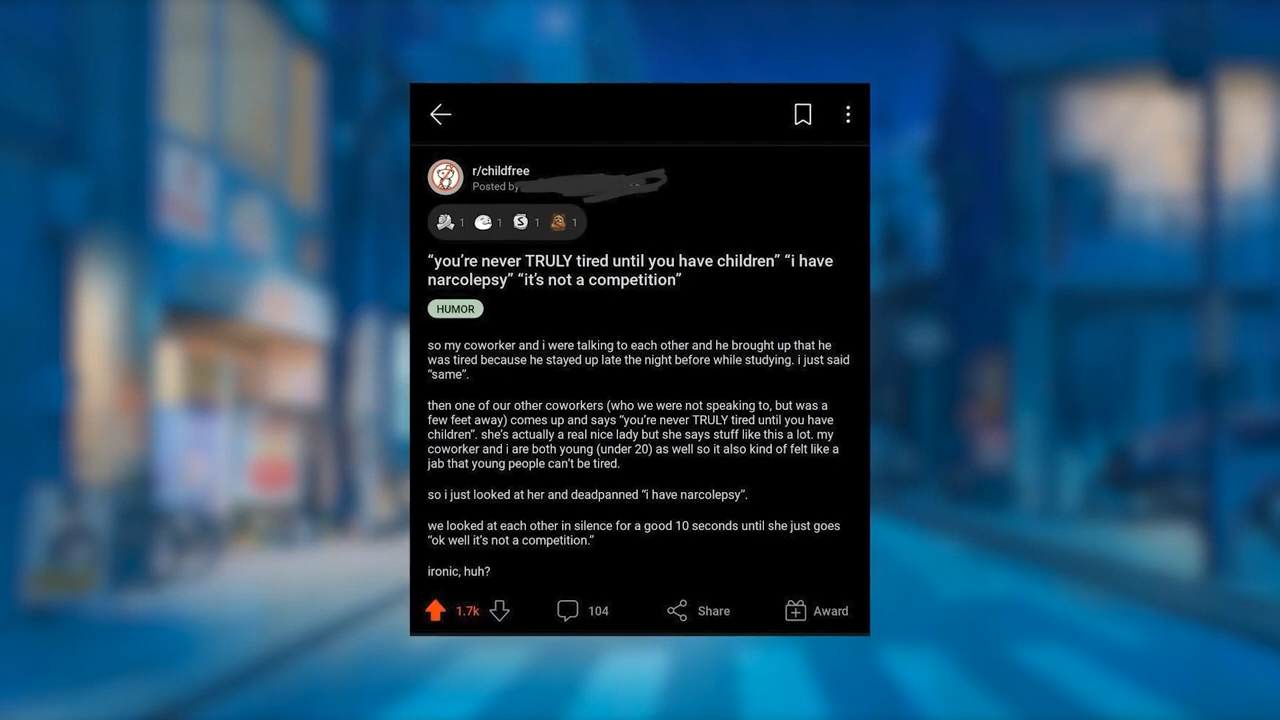 r/childfree
Posted by
1 1 1 1
“you’re never TRULY tired until you have children” “i have
narcolepsy” “it’s not a competition”
HUMOR
so my coworker and i were talking to each other and he brought up that he
was tired because he stayed up late the night before while studying. i just said
“same”.
then one of our other coworkers (who we were not speaking to, but was a
few feet away) comes up and says “you’re never TRULY tired until you have
children”. she’s actually a real nice lady but she says stuff like this a lot. my
coworker and i are both young (under 20) as well so it also kind of felt like a
jab that young people can’t be tired.
so i just looked at her and deadpanned “i have narcolepsy”.
we looked at each other in silence for a good 10 seconds until she just goes
“ok well it’s not a competition.“
ironic, huh?
1.7k 104 Share Award